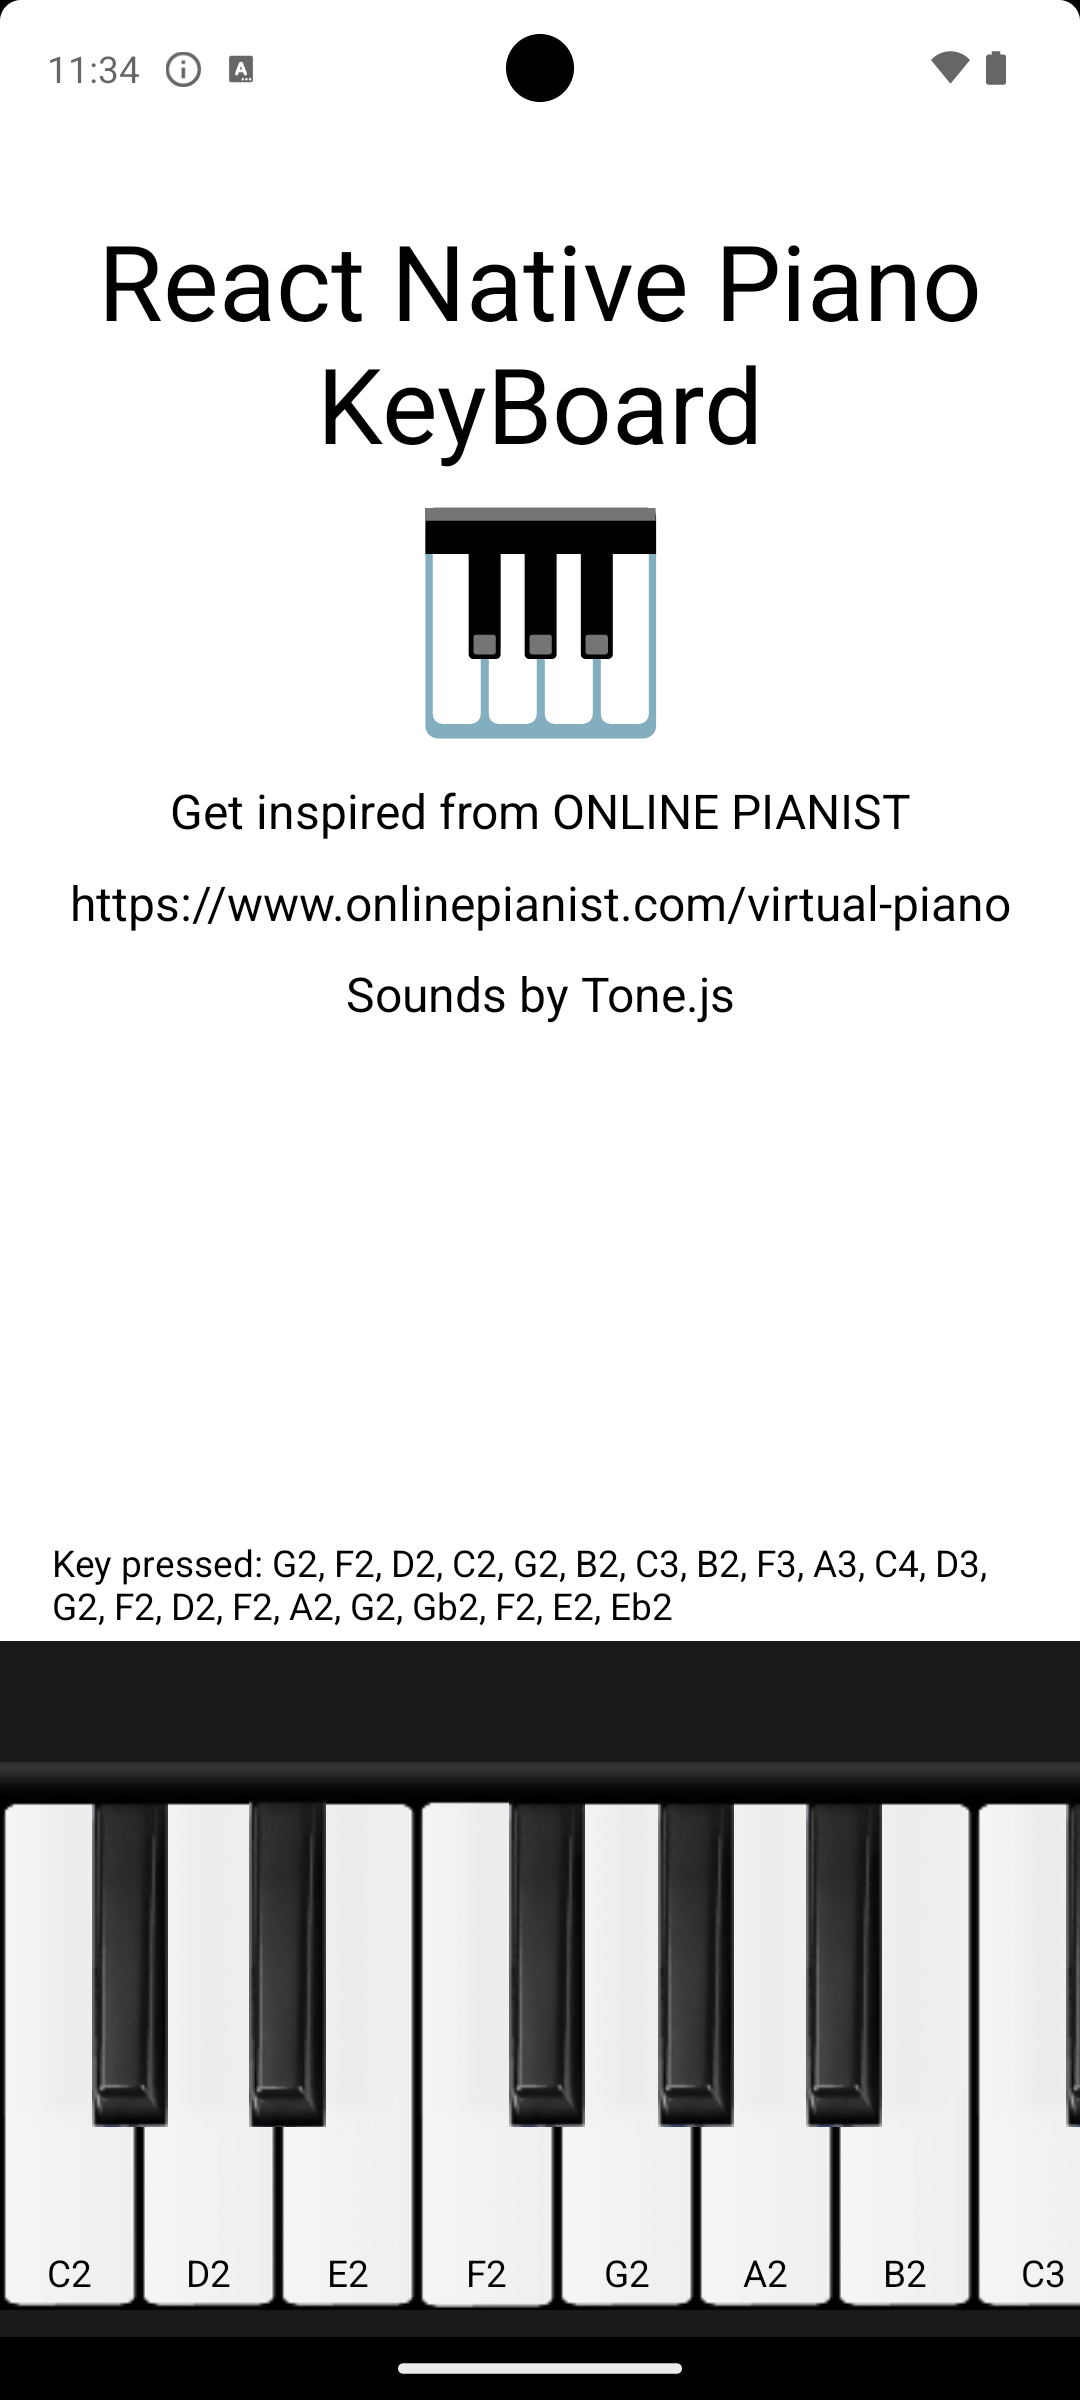 11:34
React Native Piano
KeyBoard
Get inspired from ONLINE PIANIST
https://www.onlinepianist.com/virtual-piano
Sounds by Tone.js
Key pressed: G2, F2, D2, C2, G2, B2, C3, B2, F3, A3, C4, D3,
G2, F2, D2, F2, A2, G2, Gb2, F2, E2, Eb2
C2 D2 E2 F2 G2 A2 B2 C3